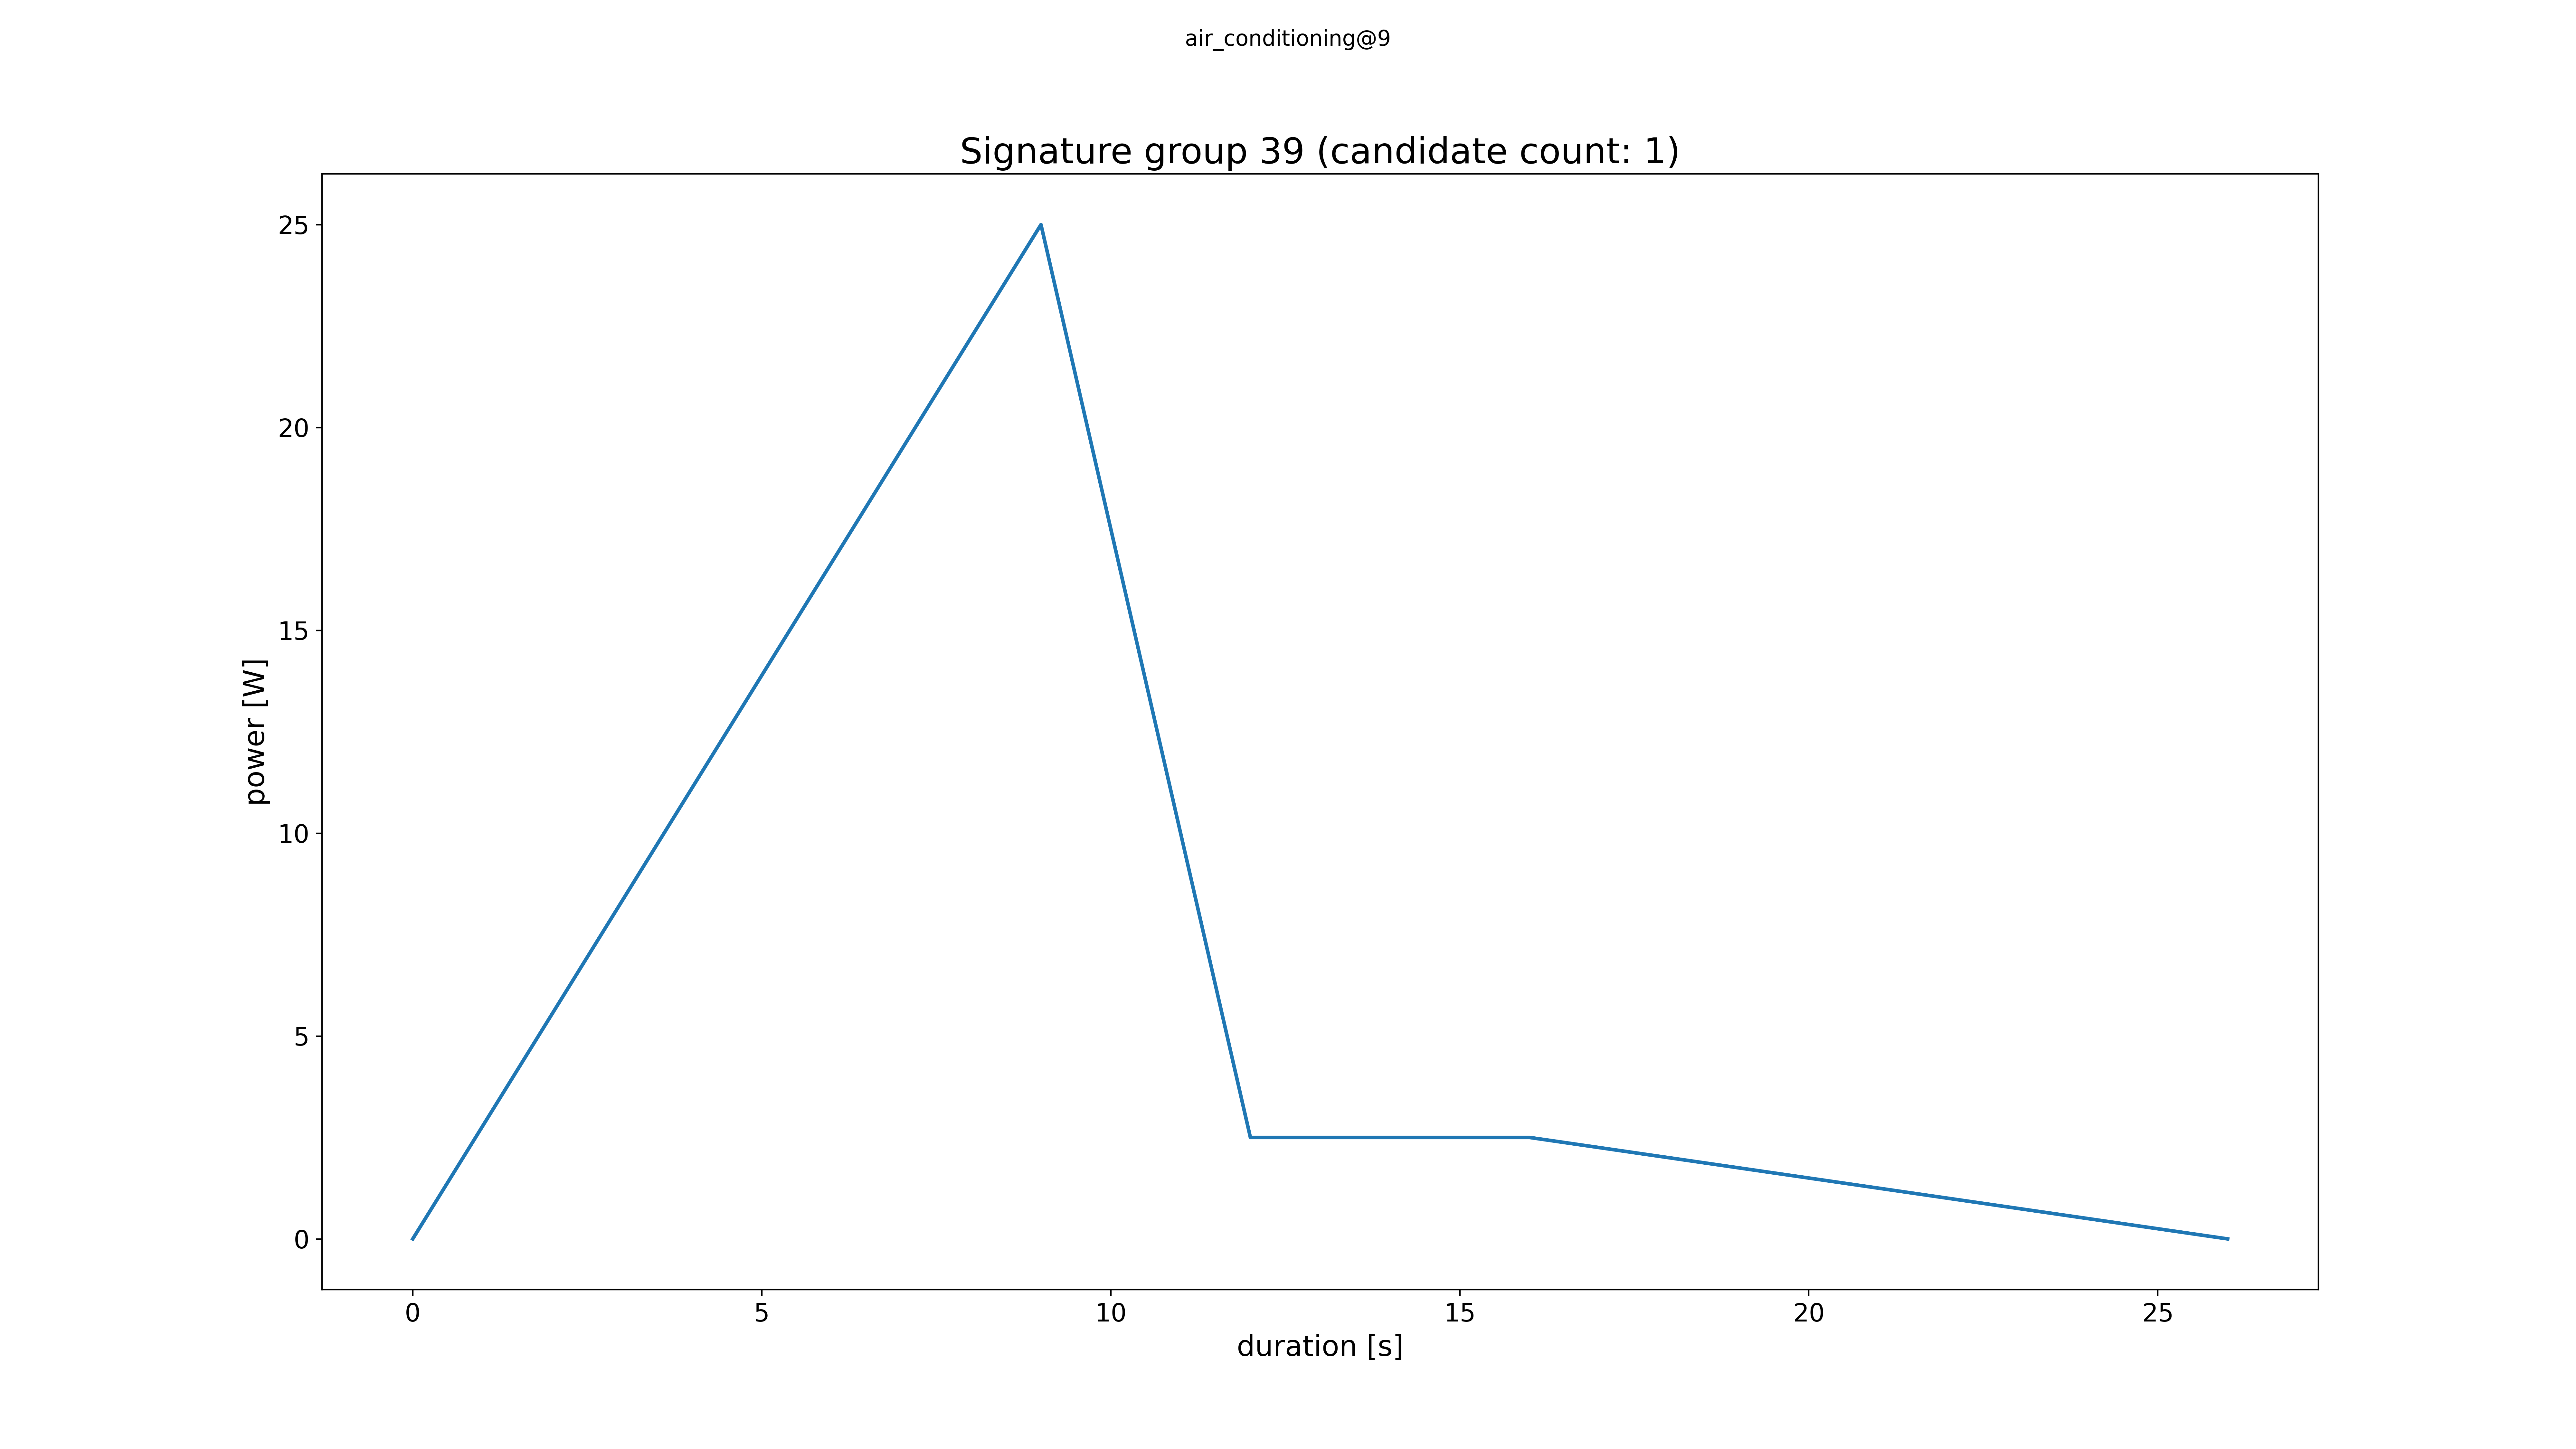 air_conditioning@9
Signature group 39 (candidate count: 1)
25
20
15
10
5
0
power [W]
0 5 10 15 20 25
duration [s]